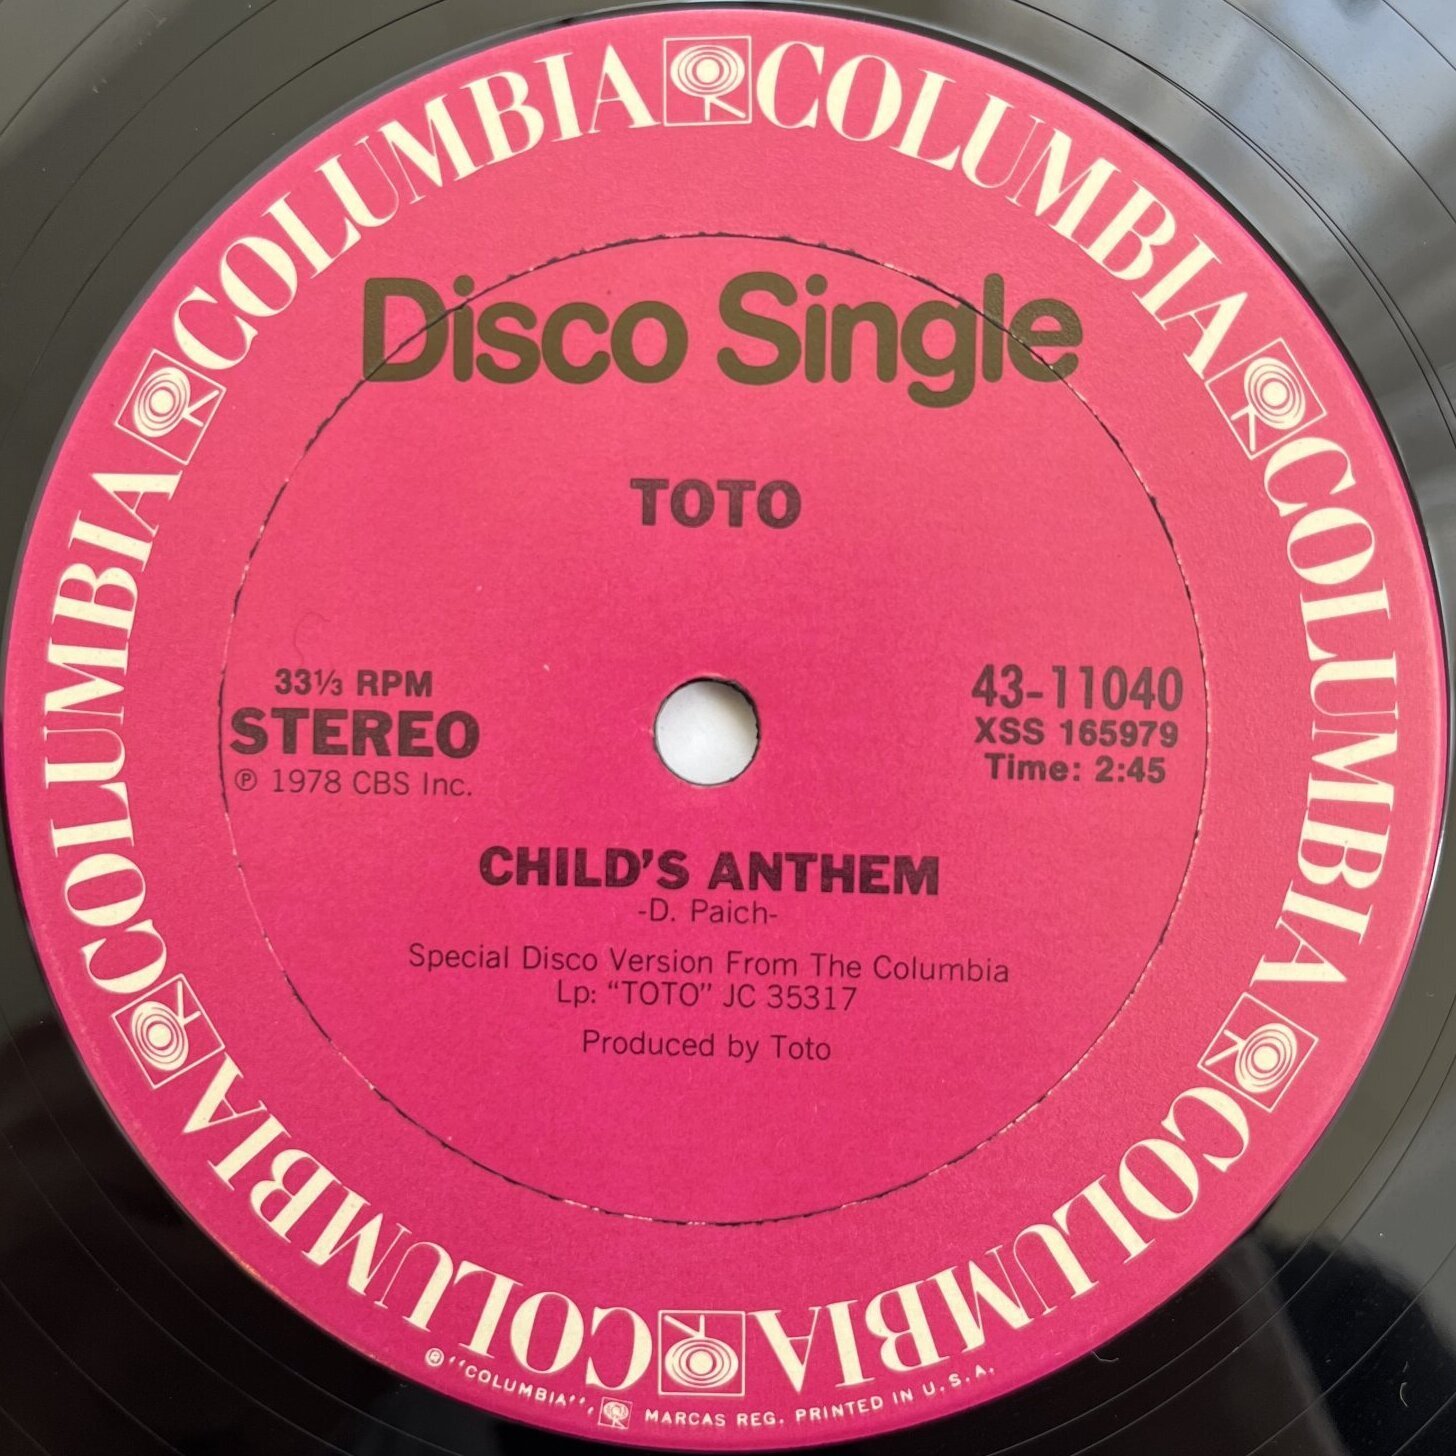 COLUMBIA COLUMBIA COLUMBIA COLUMBIA COLUMBIA COLUMBIA
Disco Single
TOTO
33⅓ RPM
STEREO
℗ 1978 CBS Inc.
43-11040
XSS 165979
Time: 2:45
CHILD'S ANTHEM
-D. Paich-
Special Disco Version From The Columbia
Lp: “TOTO” JC 35317
Produced by Toto
® "COLUMBIA", MARCAS REG. PRINTED IN U.S.A.